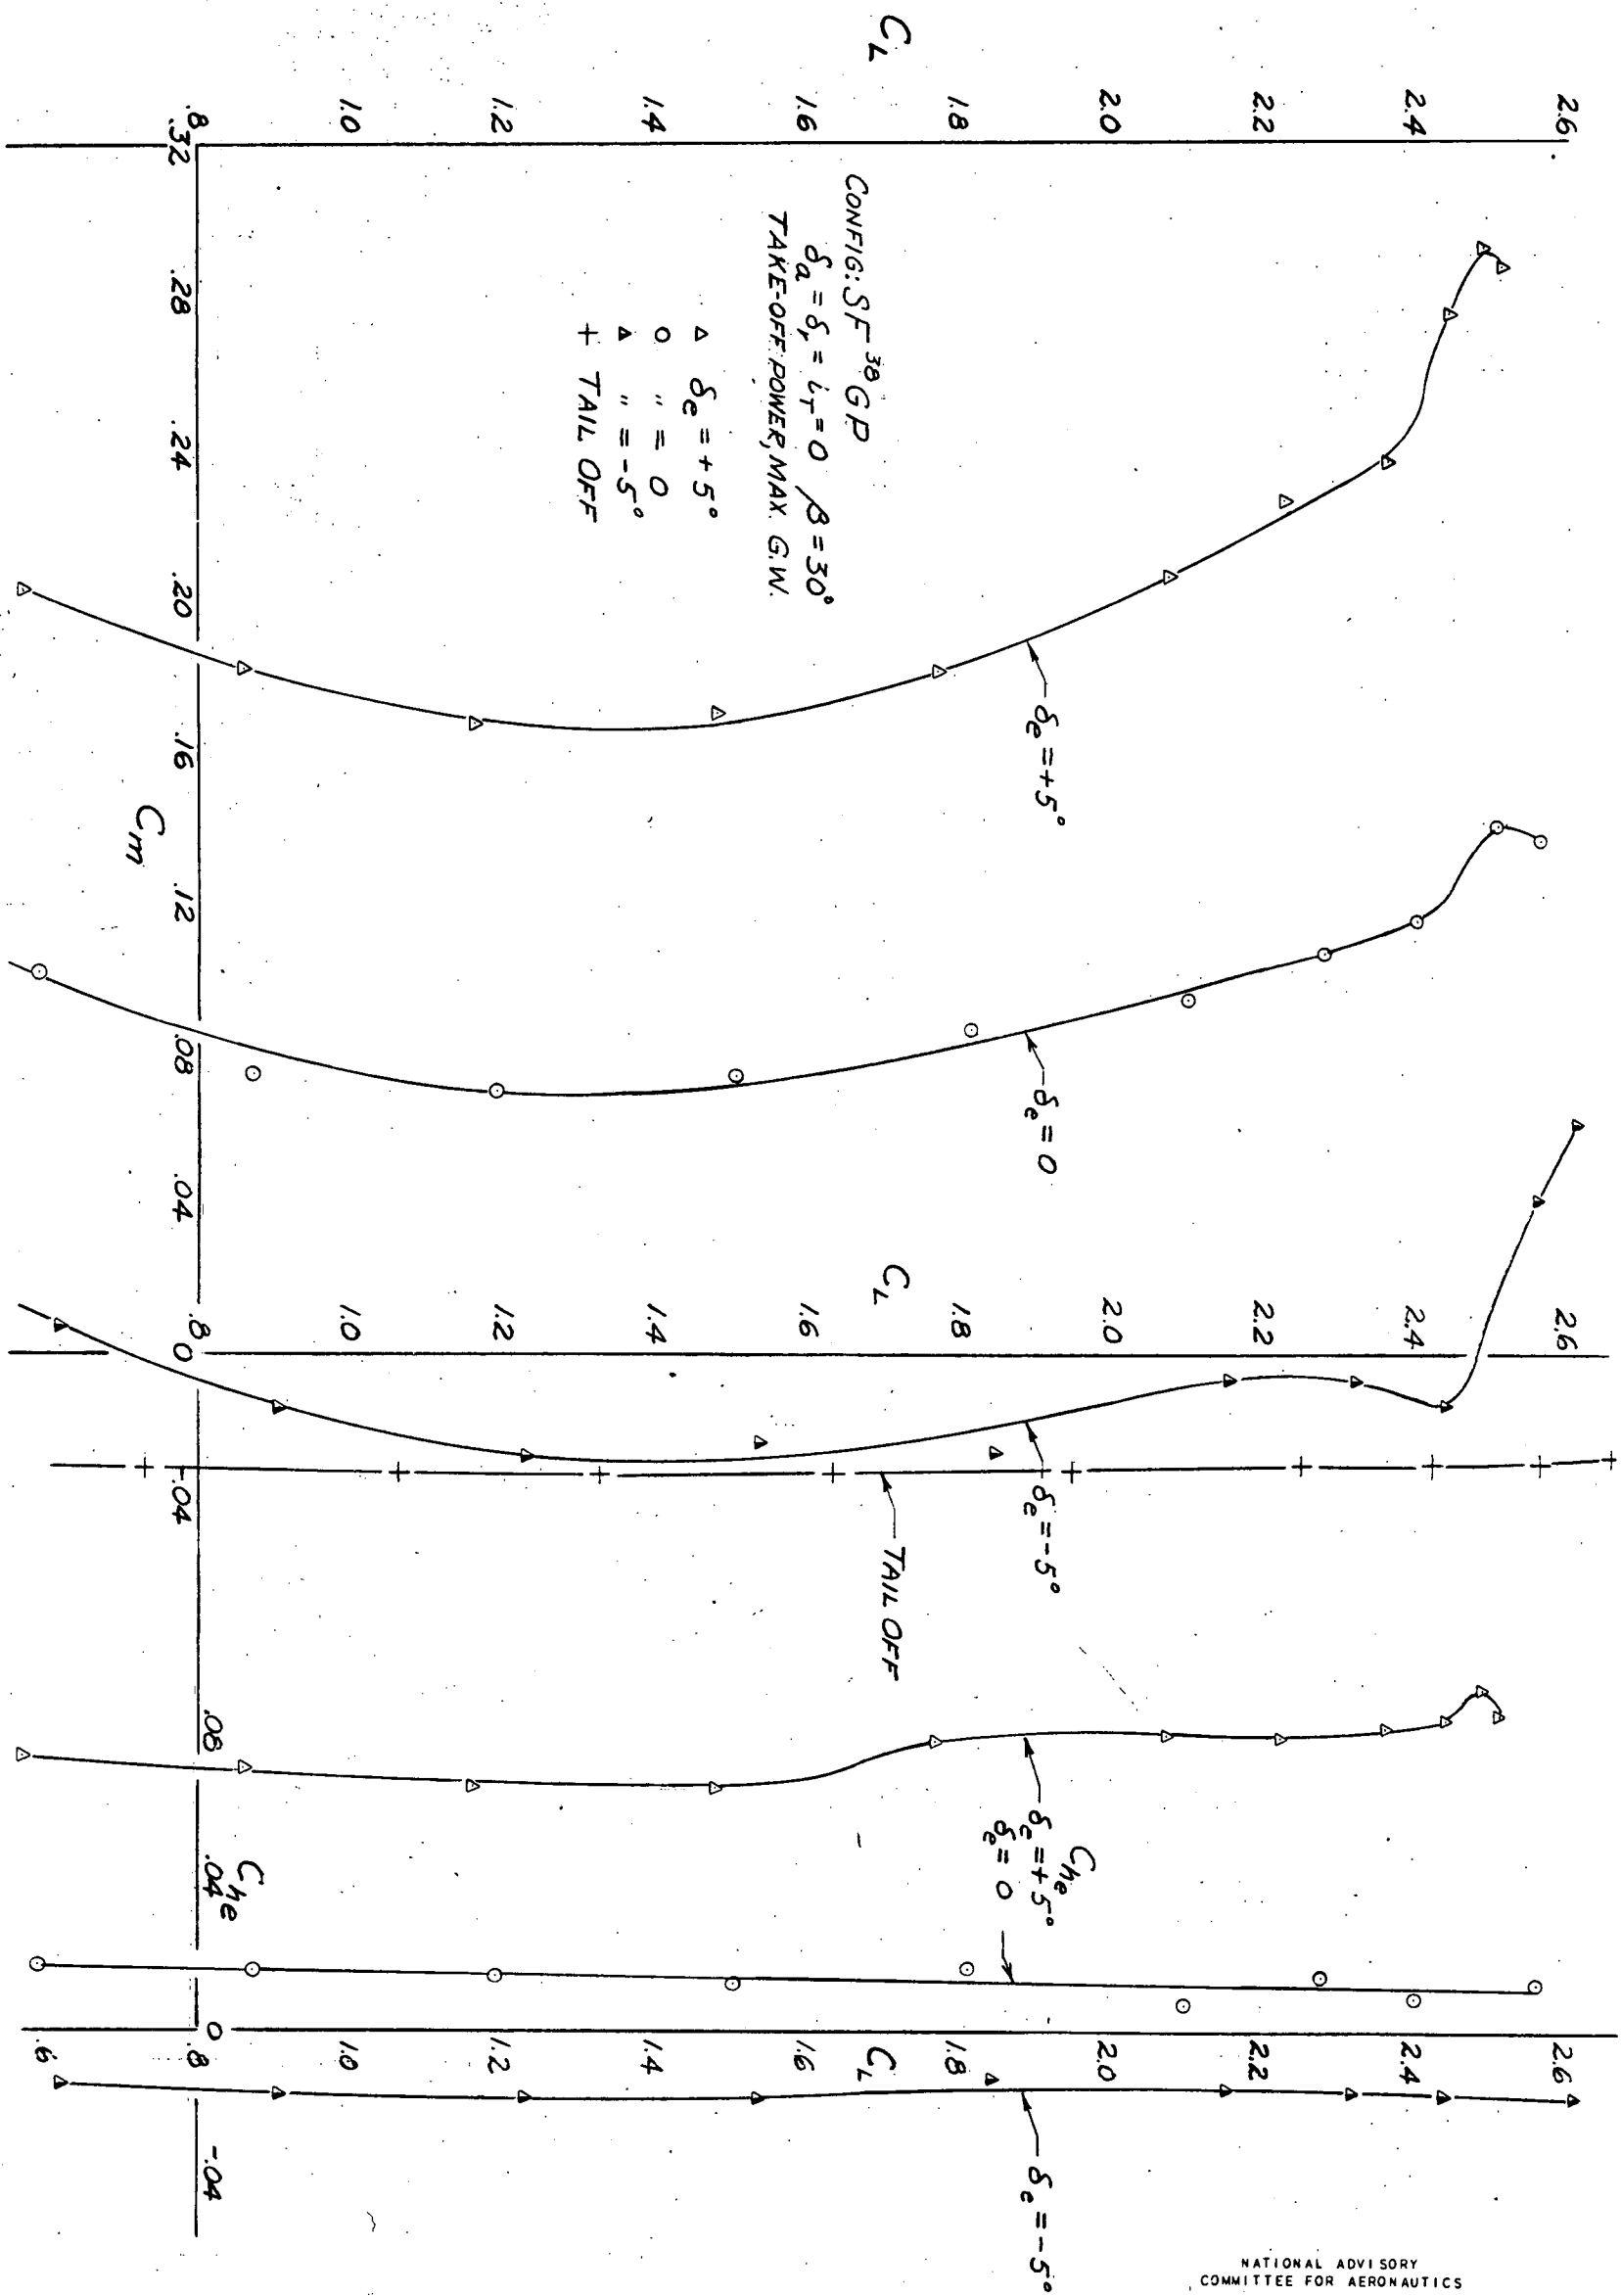 C_L
.8
1.0
1.2
1.4
1.6
1.8
2.0
2.2
2.4
2.6
.32
.28
.24
.20
.16
.12
.08
.04
0
-.04
C_m
CONFIG: SF³⁸GP
δ_a = δ_r = i_T = 0 β = 30°
TAKE-OFF POWER, MAX. G.W.
△ δ_e = +5°
○ " = 0
▲ " = -5°
+ TAIL OFF
δ_e = +5°
δ_e = 0
δ_e = -5°
TAIL OFF
C_L
.8
1.0
1.2
1.4
1.6
1.8
2.0
2.2
2.4
2.6
.08
.04
0
-.04
C_he
C_he
δ_e = +5°
δ_e = 0
δ_e = -5°
.6
.8
1.0
1.2
1.4
1.6
C_L
1.8
2.0
2.2
2.4
2.6
NATIONAL ADVISORY
COMMITTEE FOR AERONAUTICS